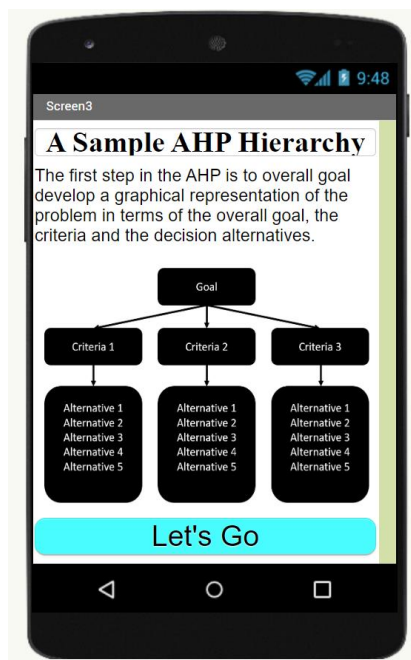 9:48
Screen3
A Sample AHP Hierarchy
The first step in the AHP is to overall goal
develop a graphical representation of the
problem in terms of the overall goal, the
criteria and the decision alternatives.
Goal
Criteria 1
Criteria 2
Criteria 3
Alternative 1
Alternative 2
Alternative 3
Alternative 4
Alternative 5
Alternative 1
Alternative 2
Alternative 3
Alternative 4
Alternative 5
Alternative 1
Alternative 2
Alternative 3
Alternative 4
Alternative 5
Let's Go